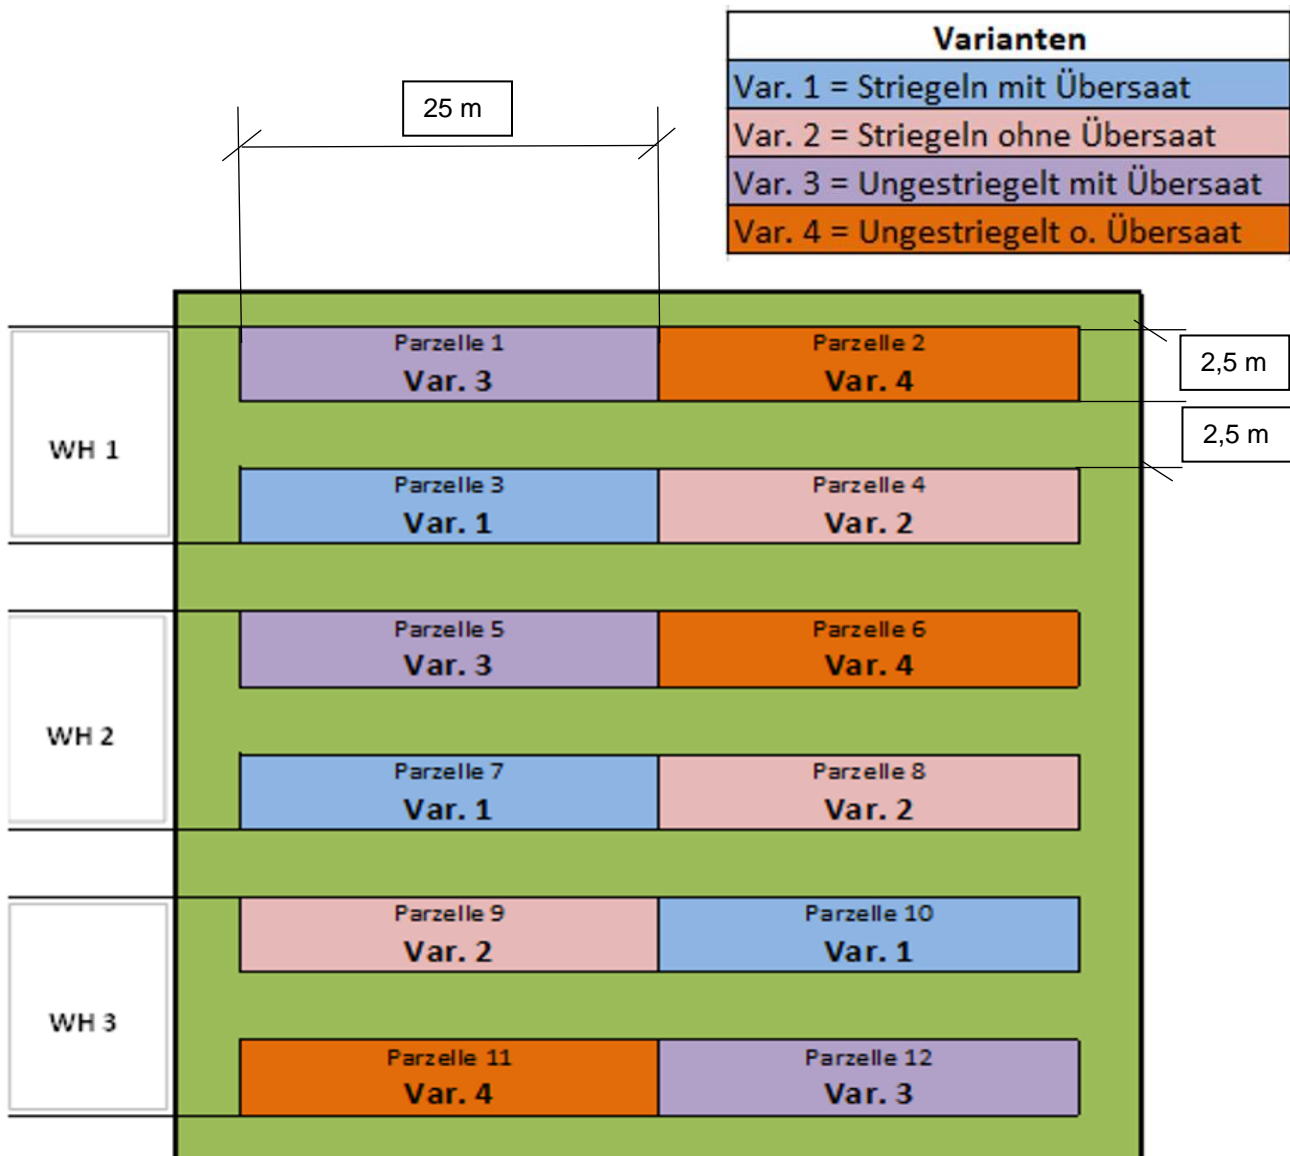 Varianten
Var. 1 = Striegeln mit Übersaat
Var. 2 = Striegeln ohne Übersaat
Var. 3 = Ungestriegelt mit Übersaat
Var. 4 = Ungestriegelt o. Übersaat
25 m
Parzelle 1
Var. 3
Parzelle 2
Var. 4
2,5 m
2,5 m
WH 1
Parzelle 3
Var. 1
Parzelle 4
Var. 2
Parzelle 5
Var. 3
Parzelle 6
Var. 4
WH 2
Parzelle 7
Var. 1
Parzelle 8
Var. 2
Parzelle 9
Var. 2
Parzelle 10
Var. 1
WH 3
Parzelle 11
Var. 4
Parzelle 12
Var. 3